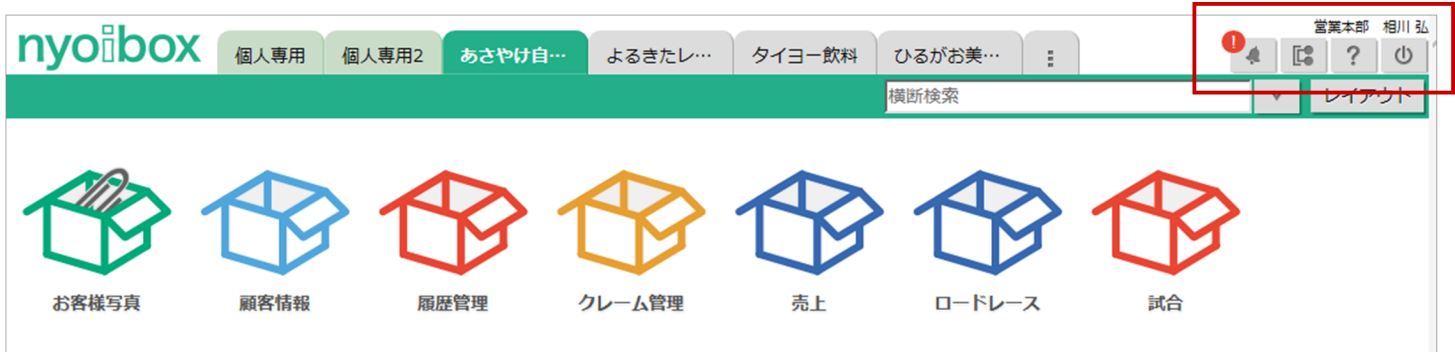 営業本部 相川 弘
nyoibox 個人専用 個人専用2 あさやけ自… よるきたレ… タイヨー飲料 ひるがお美… ⋮ ! ?
横断検索 ▼ レイアウト
お客様写真 顧客情報 履歴管理 クレーム管理 売上 ロードレース 試合